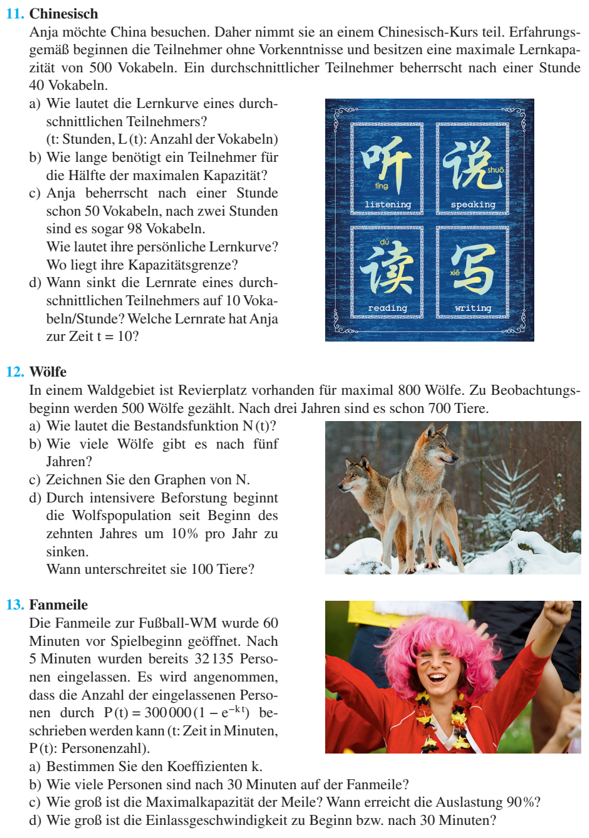 11. Chinesisch
Anja möchte China besuchen. Daher nimmt sie an einem Chinesisch-Kurs teil. Erfahrungs-
gemäß beginnen die Teilnehmer ohne Vorkenntnisse und besitzen eine maximale Lernkapa-
zität von 500 Vokabeln. Ein durchschnittlicher Teilnehmer beherrscht nach einer Stunde
40 Vokabeln.
a) Wie lautet die Lernkurve eines durch-
schnittlichen Teilnehmers?
(t: Stunden, L(t): Anzahl der Vokabeln)
b) Wie lange benötigt ein Teilnehmer für
die Hälfte der maximalen Kapazität?
c) Anja beherrscht nach einer Stunde
schon 50 Vokabeln, nach zwei Stunden
sind es sogar 98 Vokabeln.
Wie lautet ihre persönliche Lernkurve?
Wo liegt ihre Kapazitätsgrenze?
d) Wann sinkt die Lernrate eines durch-
schnittlichen Teilnehmers auf 10 Voka-
beln/Stunde? Welche Lernrate hat Anja
zur Zeit t = 10?
听
tīng
listening
说
shuō
speaking
读
dú
reading
写
xiě
writing
12. Wölfe
In einem Waldgebiet ist Revierplatz vorhanden für maximal 800 Wölfe. Zu Beobachtungs-
beginn werden 500 Wölfe gezählt. Nach drei Jahren sind es schon 700 Tiere.
a) Wie lautet die Bestandsfunktion N(t)?
b) Wie viele Wölfe gibt es nach fünf
Jahren?
c) Zeichnen Sie den Graphen von N.
d) Durch intensivere Beforstung beginnt
die Wolfspopulation seit Beginn des
zehnten Jahres um 10% pro Jahr zu
sinken.
Wann unterschreitet sie 100 Tiere?
13. Fanmeile
Die Fanmeile zur Fußball-WM wurde 60
Minuten vor Spielbeginn geöffnet. Nach
5 Minuten wurden bereits 32 135 Perso-
nen eingelassen. Es wird angenommen,
dass die Anzahl der eingelassenen Perso-
nen durch P(t) = 300 000 (1 – e^–kt) be-
schrieben werden kann (t: Zeit in Minuten,
P(t): Personenzahl).
a) Bestimmen Sie den Koeffizienten k.
b) Wie viele Personen sind nach 30 Minuten auf der Fanmeile?
c) Wie groß ist die Maximalkapazität der Meile? Wann erreicht die Auslastung 90%?
d) Wie groß ist die Einlassgeschwindigkeit zu Beginn bzw. nach 30 Minuten?